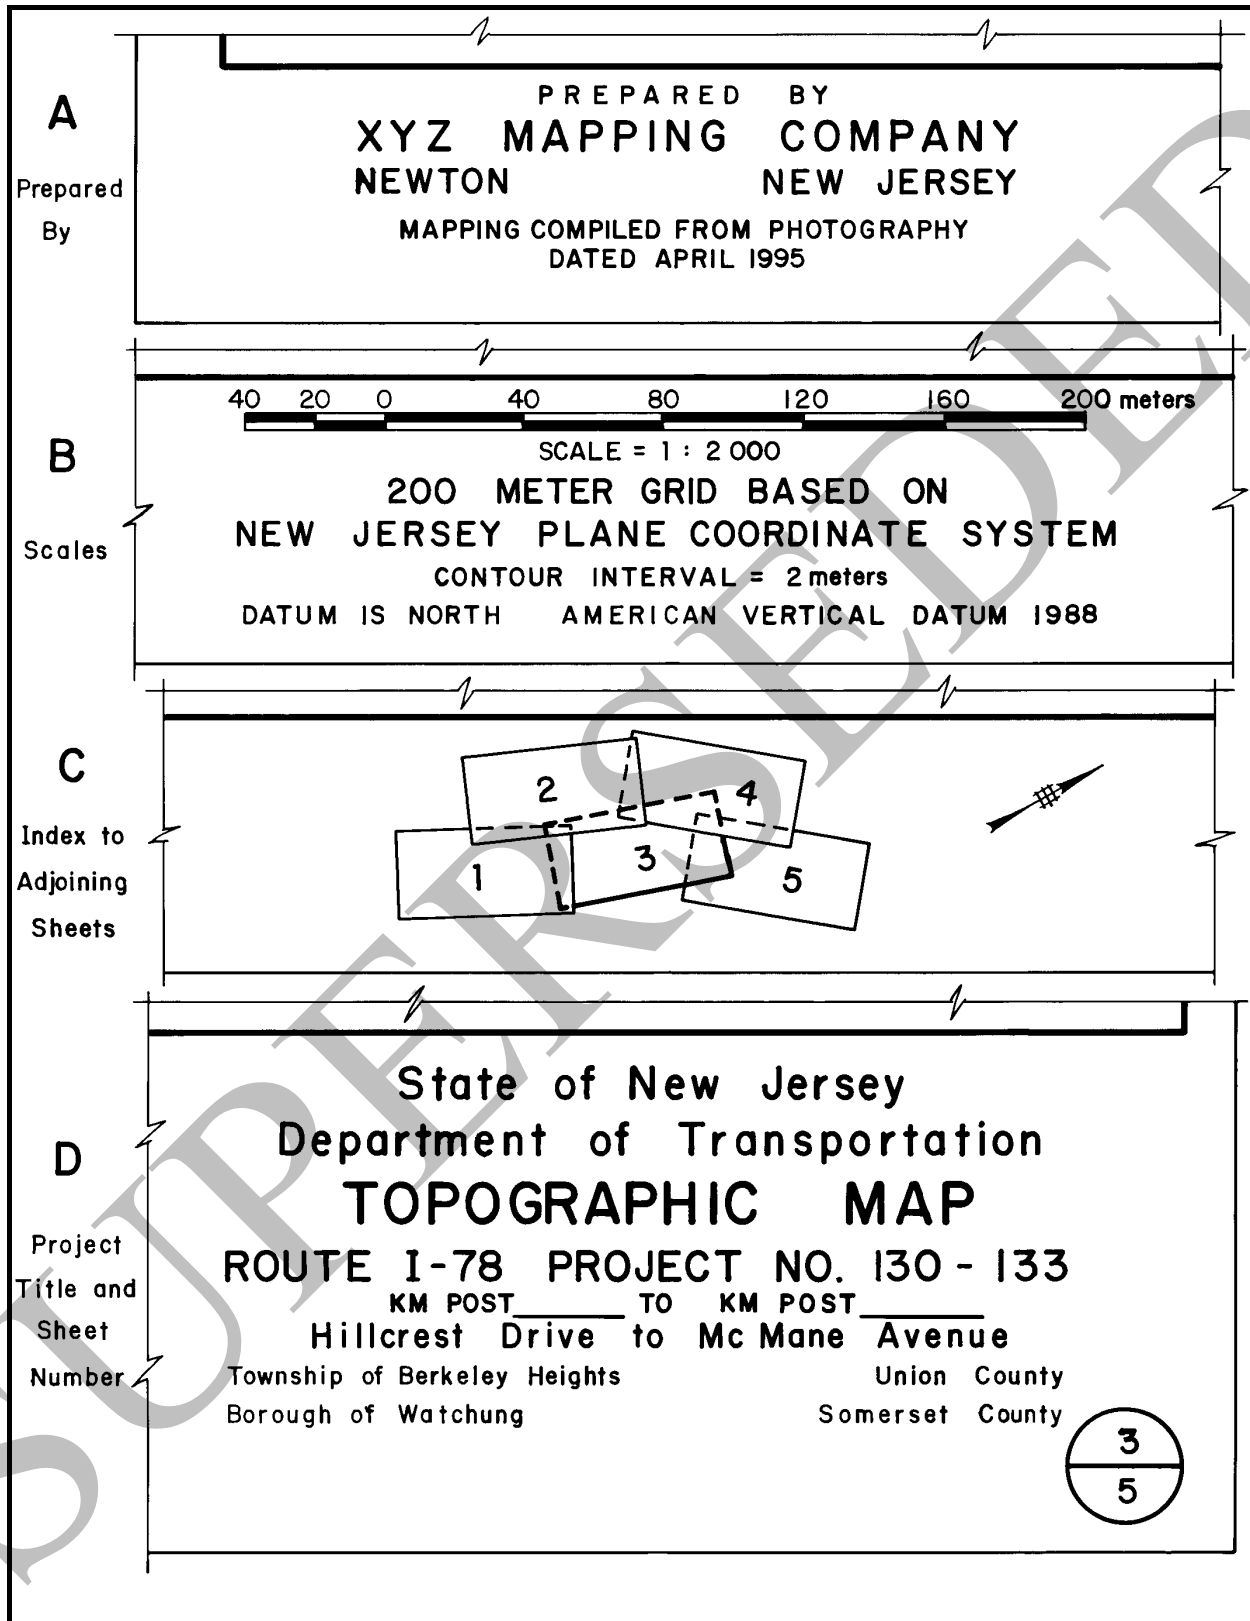 A
Prepared
By
PREPARED BY
XYZ MAPPING COMPANY
NEWTON NEW JERSEY
MAPPING COMPILED FROM PHOTOGRAPHY
DATED APRIL 1995
B
Scales
40 20 0 40 80 120 160 200 meters
SCALE = 1 : 2 000
200 METER GRID BASED ON
NEW JERSEY PLANE COORDINATE SYSTEM
CONTOUR INTERVAL = 2 meters
DATUM IS NORTH AMERICAN VERTICAL DATUM 1988
C
Index to
Adjoining
Sheets
2 4
1 3 5
D
Project
Title and
Sheet
Number
State of New Jersey
Department of Transportation
TOPOGRAPHIC MAP
ROUTE I-78 PROJECT NO. 130 - 133
KM POST______ TO KM POST______
Hillcrest Drive to Mc Mane Avenue
Township of Berkeley Heights Union County
Borough of Watchung Somerset County
3
5
SUPERSEDED